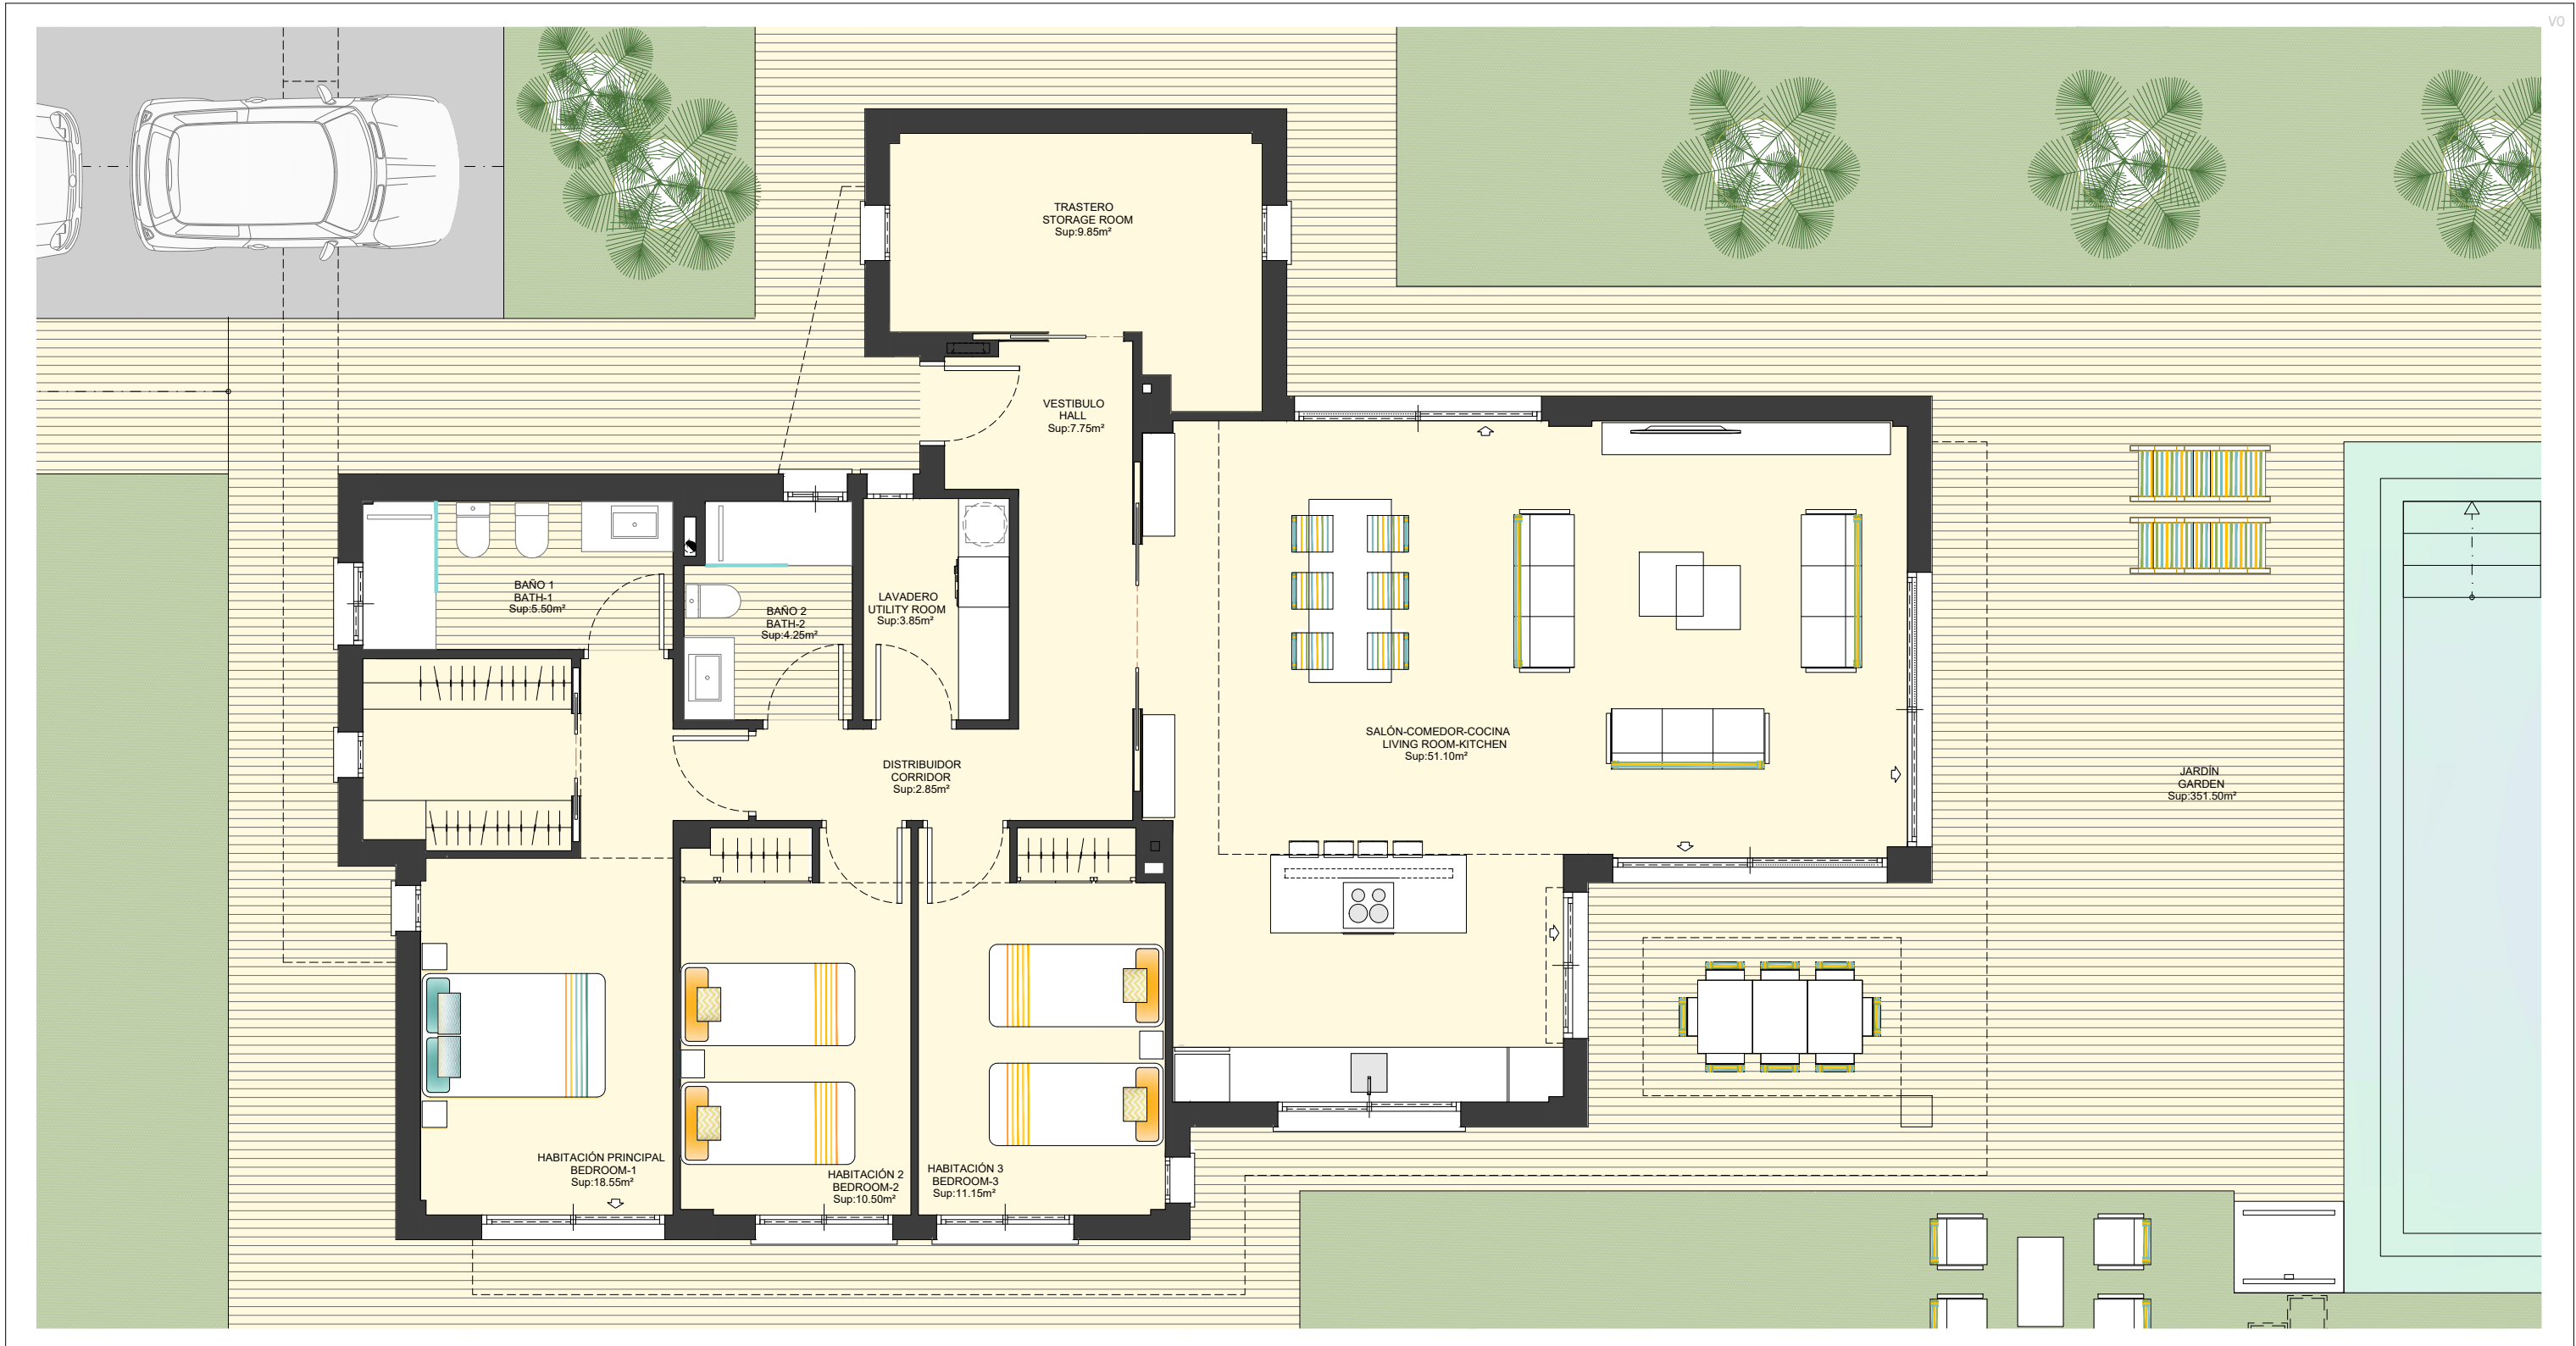 V0
TRASTERO
STORAGE ROOM
Sup:9.85m²
VESTIBULO
HALL
Sup:7.75m²
BAÑO 1
BATH-1
Sup:5.50m²
BAÑO 2
BATH-2
Sup:4.25m²
LAVADERO
UTILITY ROOM
Sup:3.85m²
DISTRIBUIDOR
CORRIDOR
Sup:2.85m²
SALÓN-COMEDOR-COCINA
LIVING ROOM-KITCHEN
Sup:51.10m²
JARDÍN
GARDEN
Sup:351.50m²
HABITACIÓN PRINCIPAL
BEDROOM-1
Sup:18.55m²
HABITACIÓN 2
BEDROOM-2
Sup:10.50m²
HABITACIÓN 3
BEDROOM-3
Sup:11.15m²